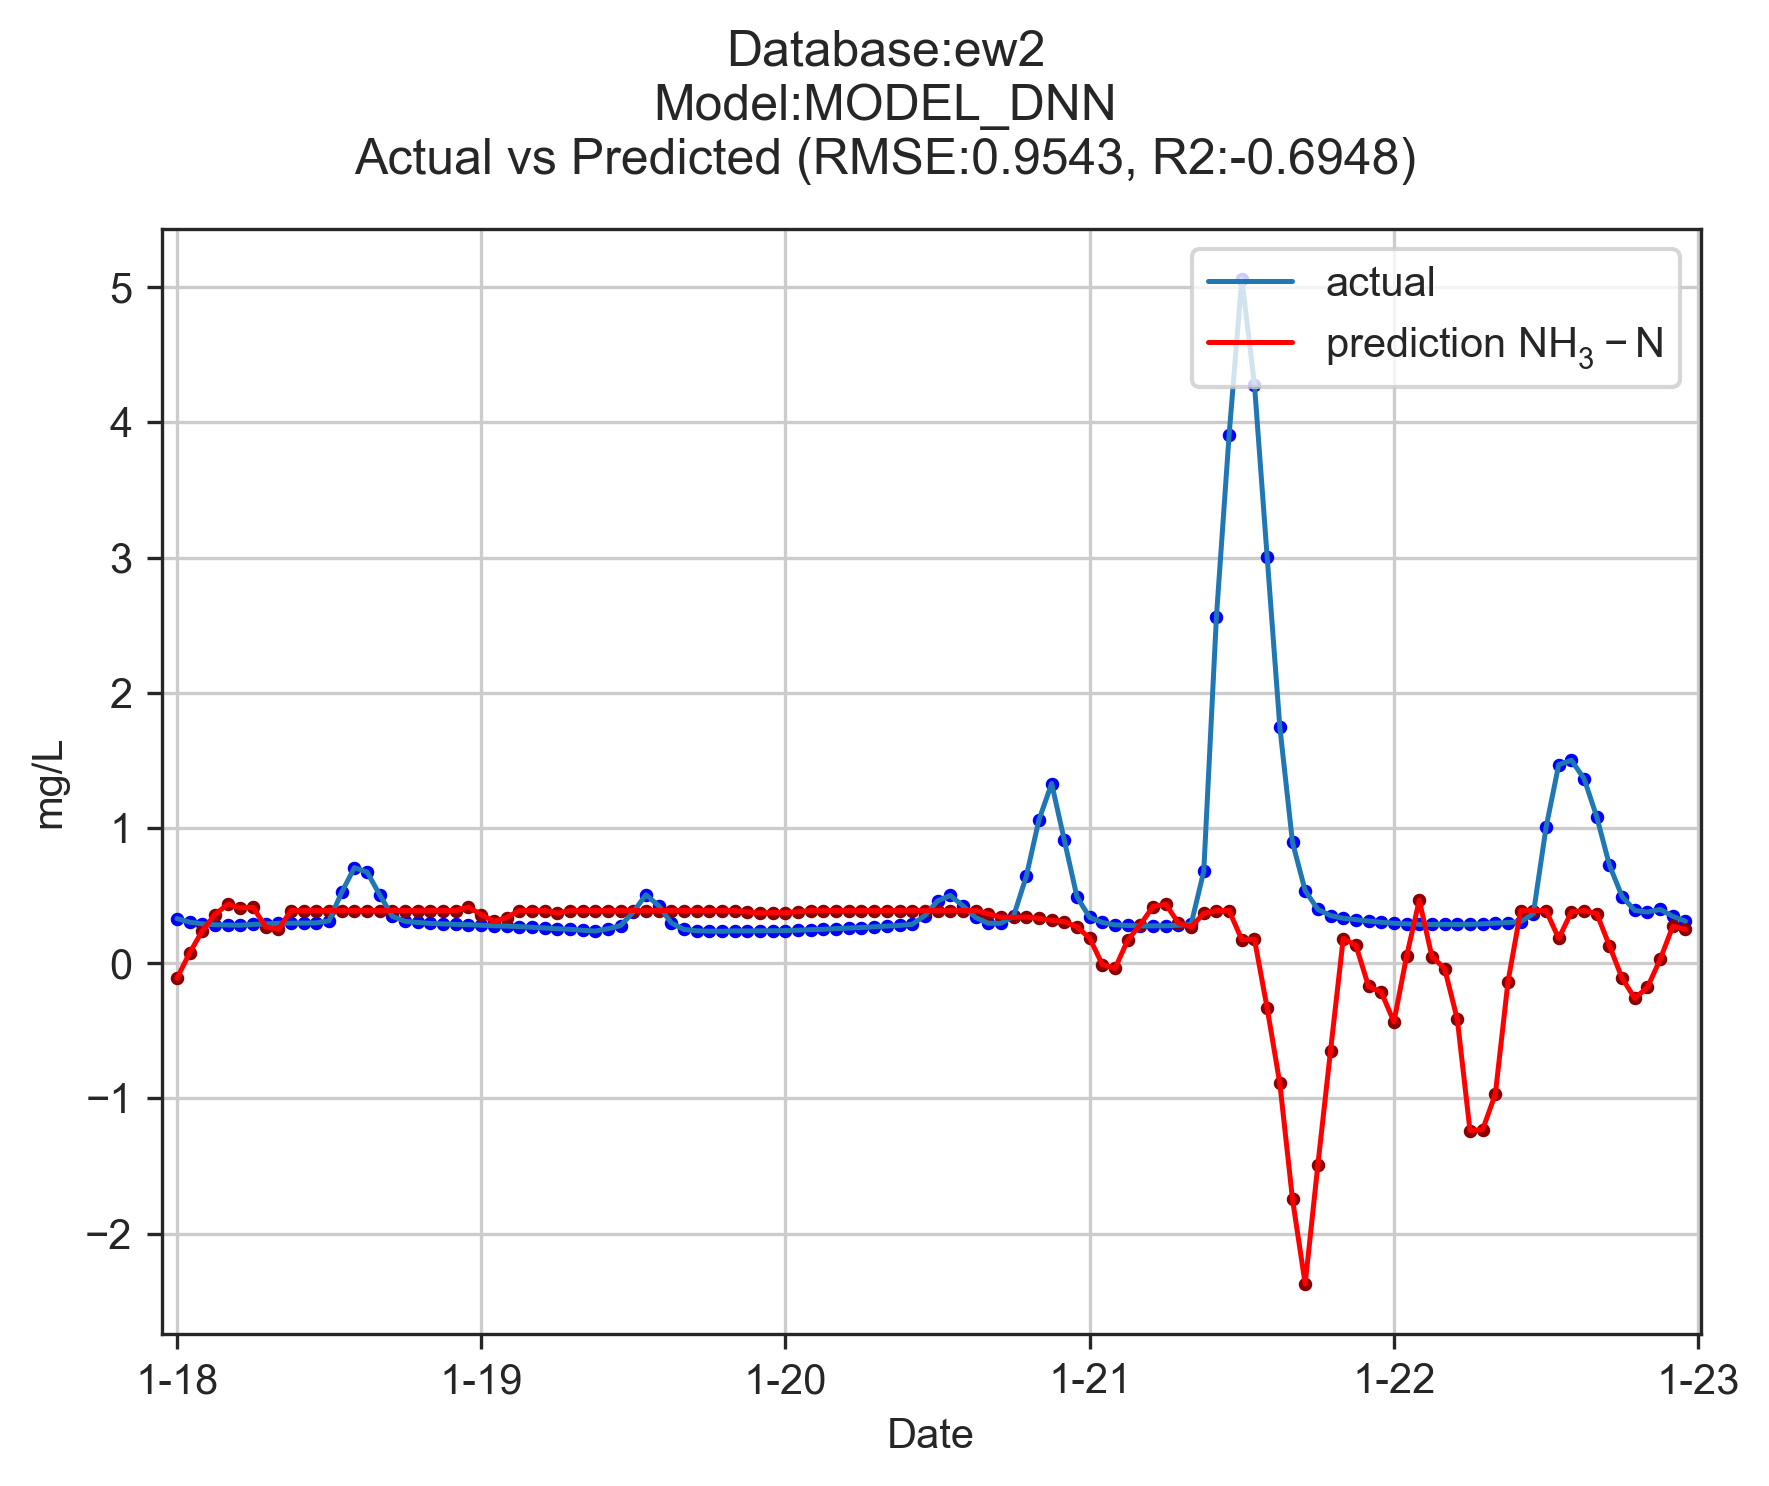 Database:ew2
Model:MODEL_DNN
Actual vs Predicted (RMSE:0.9543, R2:-0.6948)
actual
prediction NH₃ − N
5
4
3
2
1
0
−1
−2
mg/L
1-18 1-19 1-20 1-21 1-22 1-23
Date